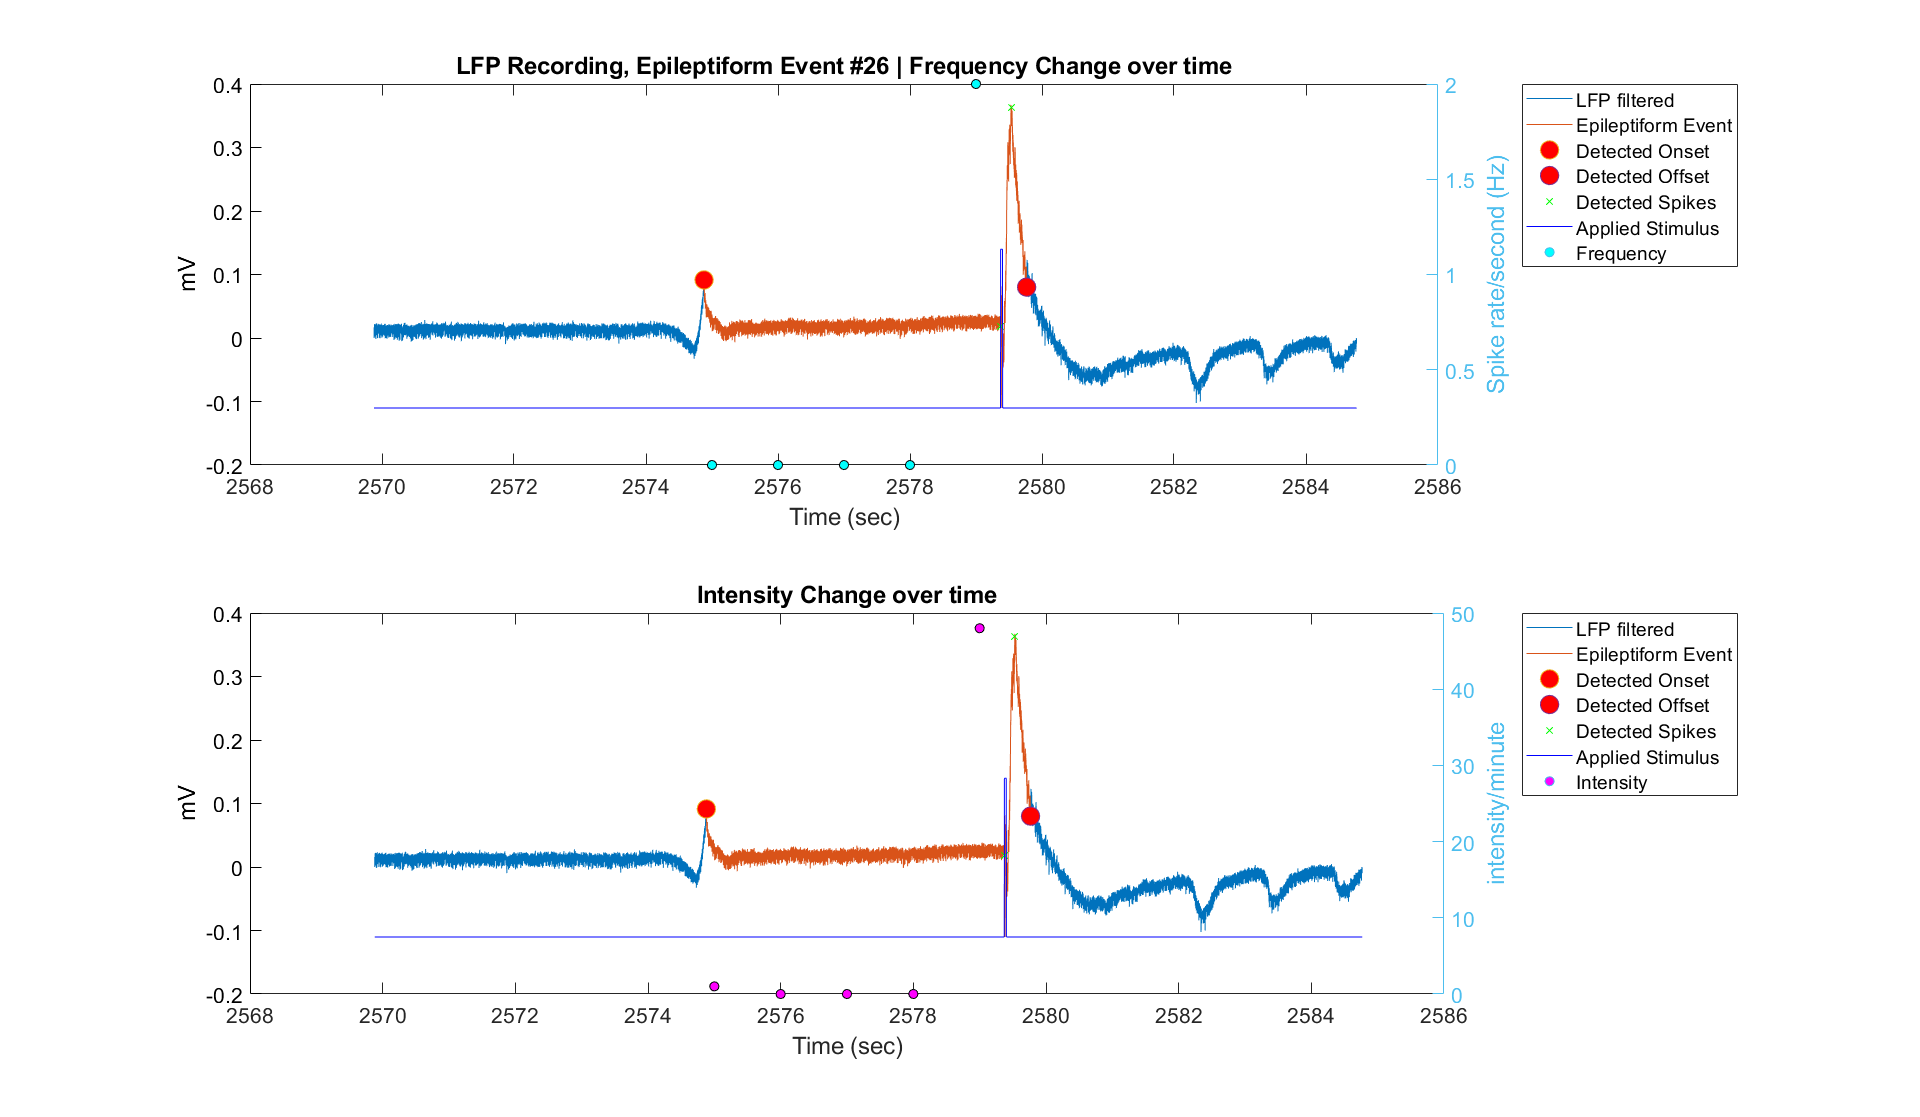 LFP Recording, Epileptiform Event #26 | Frequency Change over time
0.4
0.3
0.2
0.1
0
-0.1
-0.2
mV
2568 2570 2572 2574 2576 2578 2580 2582 2584 2586
Time (sec)
2
1.5
1
0.5
0
Spike rate/second (Hz)
LFP filtered
Epileptiform Event
Detected Onset
Detected Offset
Detected Spikes
Applied Stimulus
Frequency
Intensity Change over time
0.4
0.3
0.2
0.1
0
-0.1
-0.2
mV
2568 2570 2572 2574 2576 2578 2580 2582 2584 2586
Time (sec)
50
40
30
20
10
0
intensity/minute
LFP filtered
Epileptiform Event
Detected Onset
Detected Offset
Detected Spikes
Applied Stimulus
Intensity